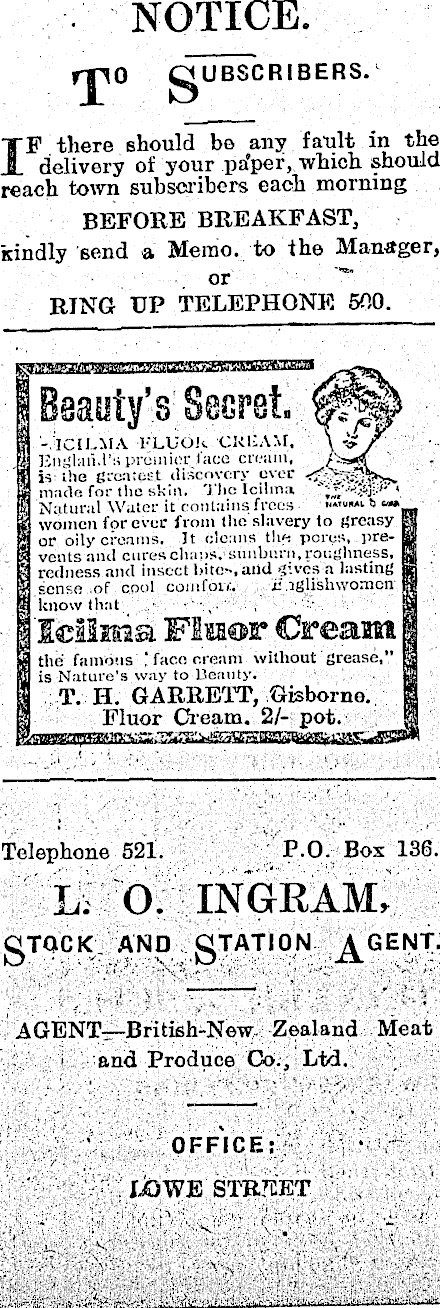 NOTICE.
TO SUBSCRIBERS.
IF there should be any fault in the
delivery of your paper, which should
reach town subscribers each morning
BEFORE BREAKFAST,
kindly send a Memo. to the Manager,
or
RING UP TELEPHONE 500.
Beauty's Secret.
ICILMA FLUOR CREAM,
England's premier face cream,
is the greatest discovery ever
made for the skin. The Icilma
Natural Water it contains frees
women for ever from the slavery to greasy
or oily creams. It cleans the pores, pre-
vents and cures chaps, sunburn, roughness,
redness and insect bites, and gives a lasting
sense of cool comfort. Englishwomen
know that
THE
NATURAL GIRL
Icilma Fluor Cream
the famous "face cream without grease,"
is Nature's way to Beauty.
T. H. GARRETT, Gisborne.
Fluor Cream. 2/- pot.
Telephone 521. P.O. Box 136.
L. O. INGRAM,
STOCK AND STATION AGENT.
AGENT—British-New Zealand Meat
and Produce Co., Ltd.
OFFICE:
LOWE STREET